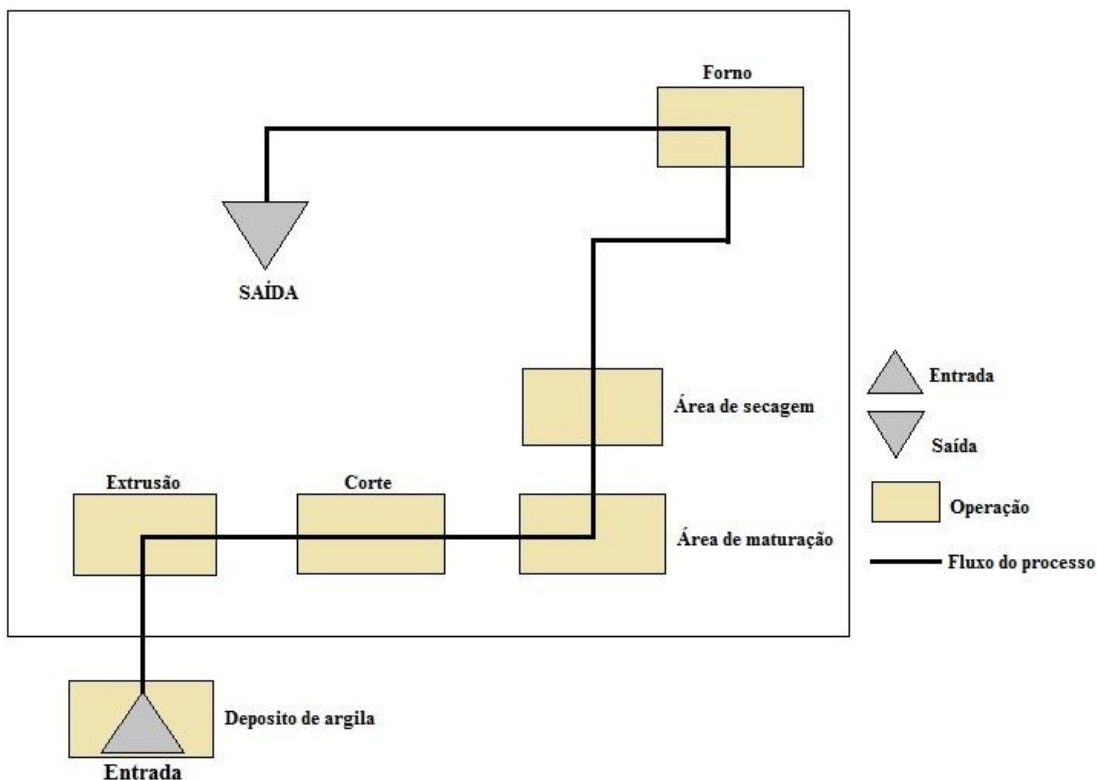 Forno
SAÍDA
Área de secagem
Extrusão
Corte
Área de maturação
Deposito de argila
Entrada
Entrada
Saída
Operação
Fluxo do processo